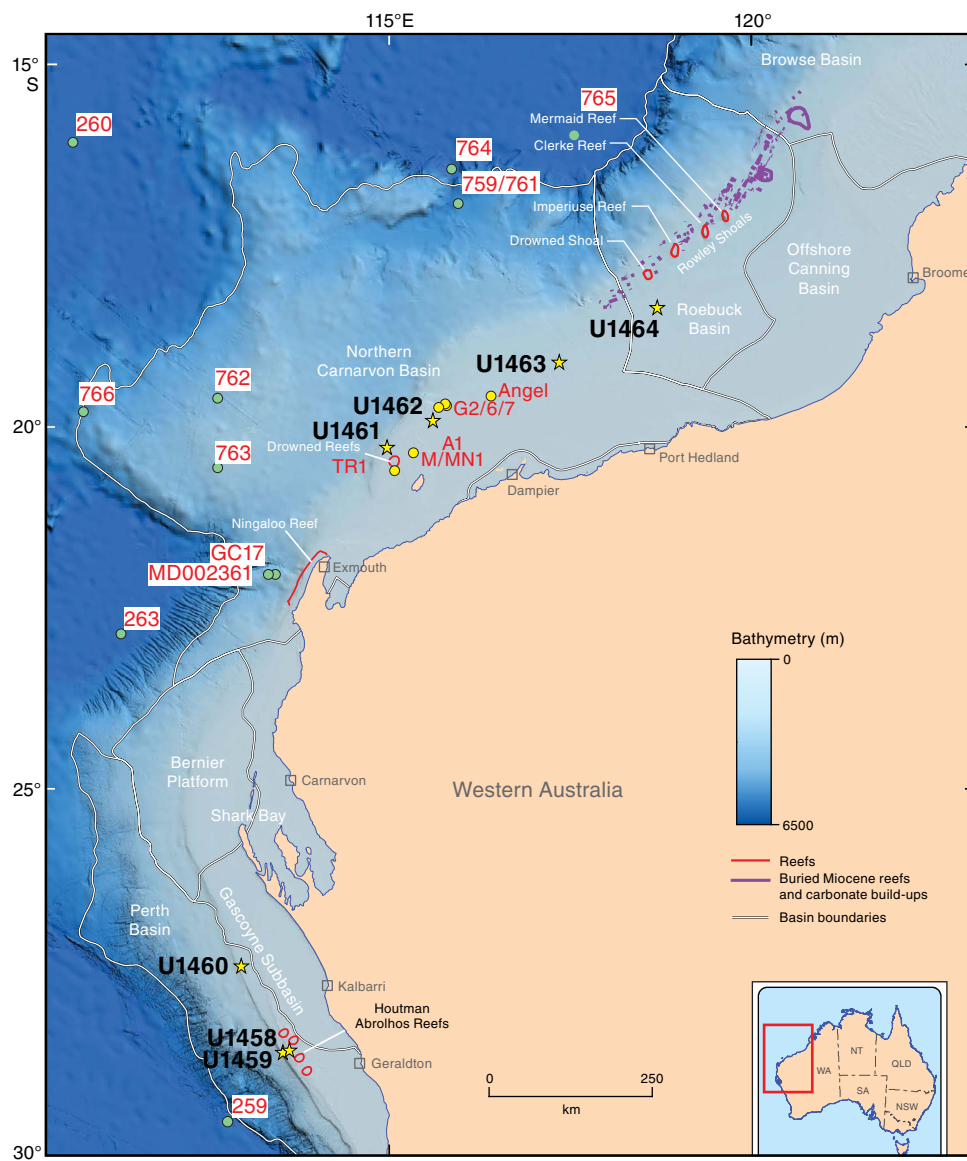 115°E
120°
15°
S
Browse Basin
260
765
Mermaid Reef
Clerke Reef
764
759/761
Imperiuse Reef
Drowned Shoal
Rowley Shoals
Offshore
Canning
Basin
Broome
Roebuck
Basin
U1464
Northern
Carnarvon Basin
U1463
762
766
Angel
U1462
G2/6/7
20°
U1461
Drowned Reefs
A1
M/MN1
TR1
763
Port Hedland
Dampier
Ningaloo Reef
GC17
MD002361
Exmouth
263
Bathymetry (m)
0
6500
Bernier
Platform
Carnarvon
25°
Western Australia
Shark Bay
Reefs
Buried Miocene reefs
and carbonate build-ups
Basin boundaries
Perth
Basin
Gascoyne Subbasin
U1460
Kalbarri
Houtman
Abrolhos Reefs
U1458
U1459
Geraldton
0
250
km
259
30°
WA
NT
QLD
SA
NSW